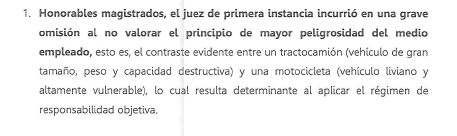 1. Honorables magistrados, el juez de primera instancia incurrió en una grave
omisión al no valorar el principio de mayor peligrosidad del medio
empleado, esto es, el contraste evidente entre un tractocamión (vehículo de gran
tamaño, peso y capacidad destructiva) y una motocicleta (vehículo liviano y
altamente vulnerable), lo cual resulta determinante al aplicar el régimen de
responsabilidad objetiva.